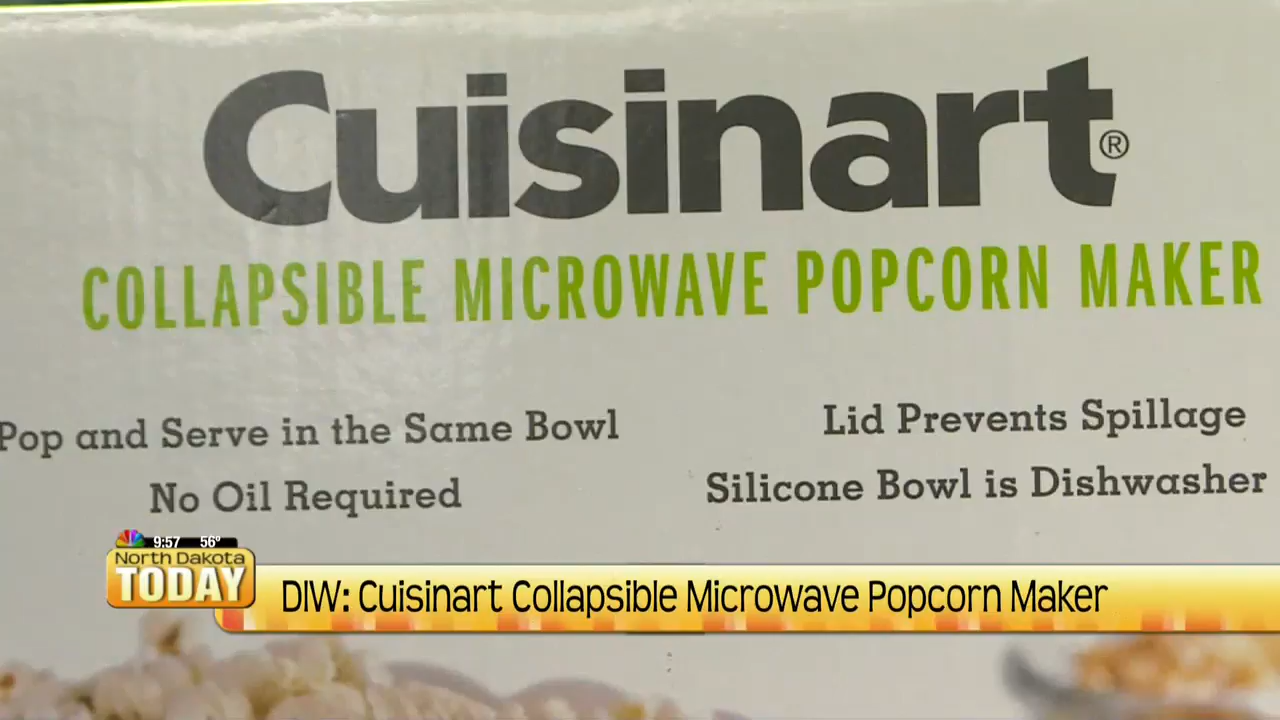 Cuisinart®
COLLAPSIBLE MICROWAVE POPCORN MAKER
Pop and Serve in the Same Bowl
No Oil Required
Lid Prevents Spillage
Silicone Bowl is Dishwasher
9:57 56°
North Dakota
TODAY
DIW: Cuisinart Collapsible Microwave Popcorn Maker